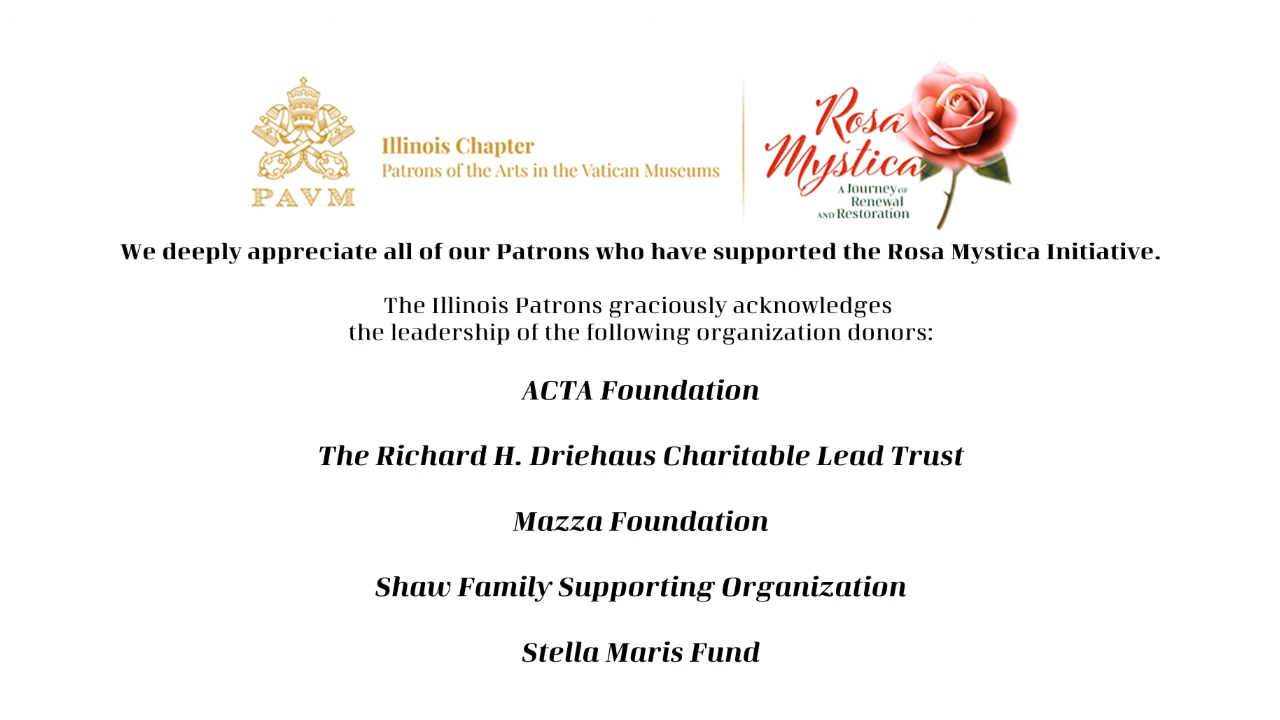 PAVM
Illinois Chapter
Patrons of the Arts in the Vatican Museums
Rosa
Mystica
A Journey OF
Renewal
AND Restoration
We deeply appreciate all of our Patrons who have supported the Rosa Mystica Initiative.
The Illinois Patrons graciously acknowledges
the leadership of the following organization donors:
ACTA Foundation
The Richard H. Driehaus Charitable Lead Trust
Mazza Foundation
Shaw Family Supporting Organization
Stella Maris Fund